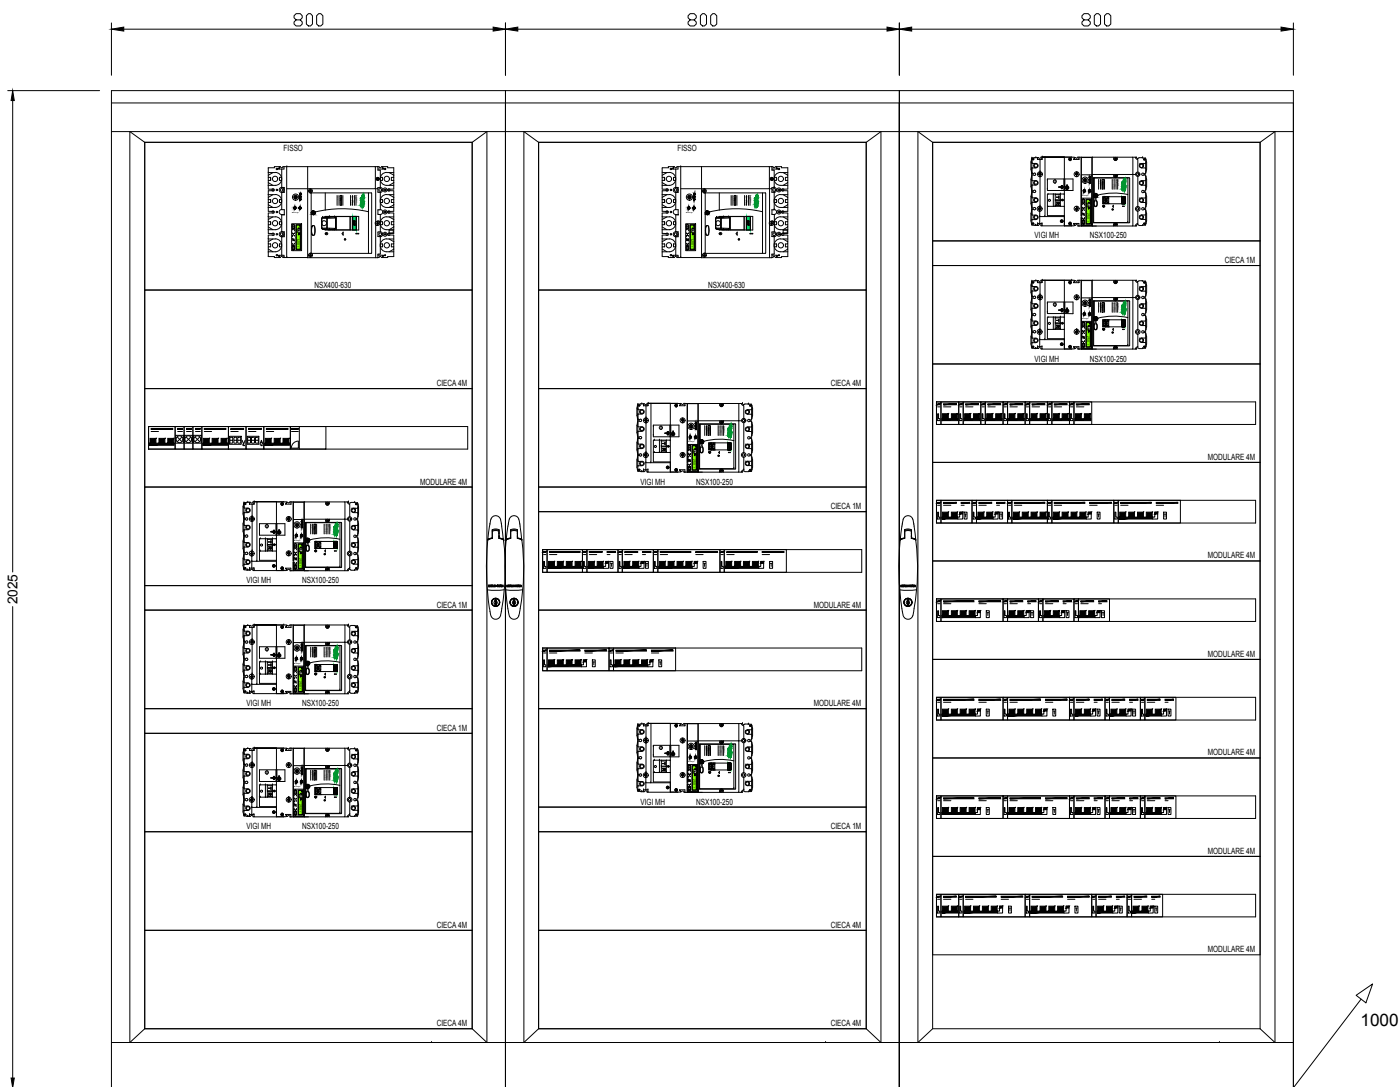 800
800
800
2025
FISSO
NSX400-630
CIECA 4M
MODULARE 4M
VIGI MH NSX100-250
CIECA 1M
VIGI MH NSX100-250
CIECA 1M
VIGI MH NSX100-250
CIECA 4M
CIECA 4M
FISSO
NSX400-630
CIECA 4M
VIGI MH NSX100-250
CIECA 1M
MODULARE 4M
MODULARE 4M
VIGI MH NSX100-250
CIECA 1M
CIECA 4M
CIECA 4M
VIGI MH NSX100-250
CIECA 1M
VIGI MH NSX100-250
MODULARE 4M
MODULARE 4M
MODULARE 4M
MODULARE 4M
MODULARE 4M
MODULARE 4M
1000